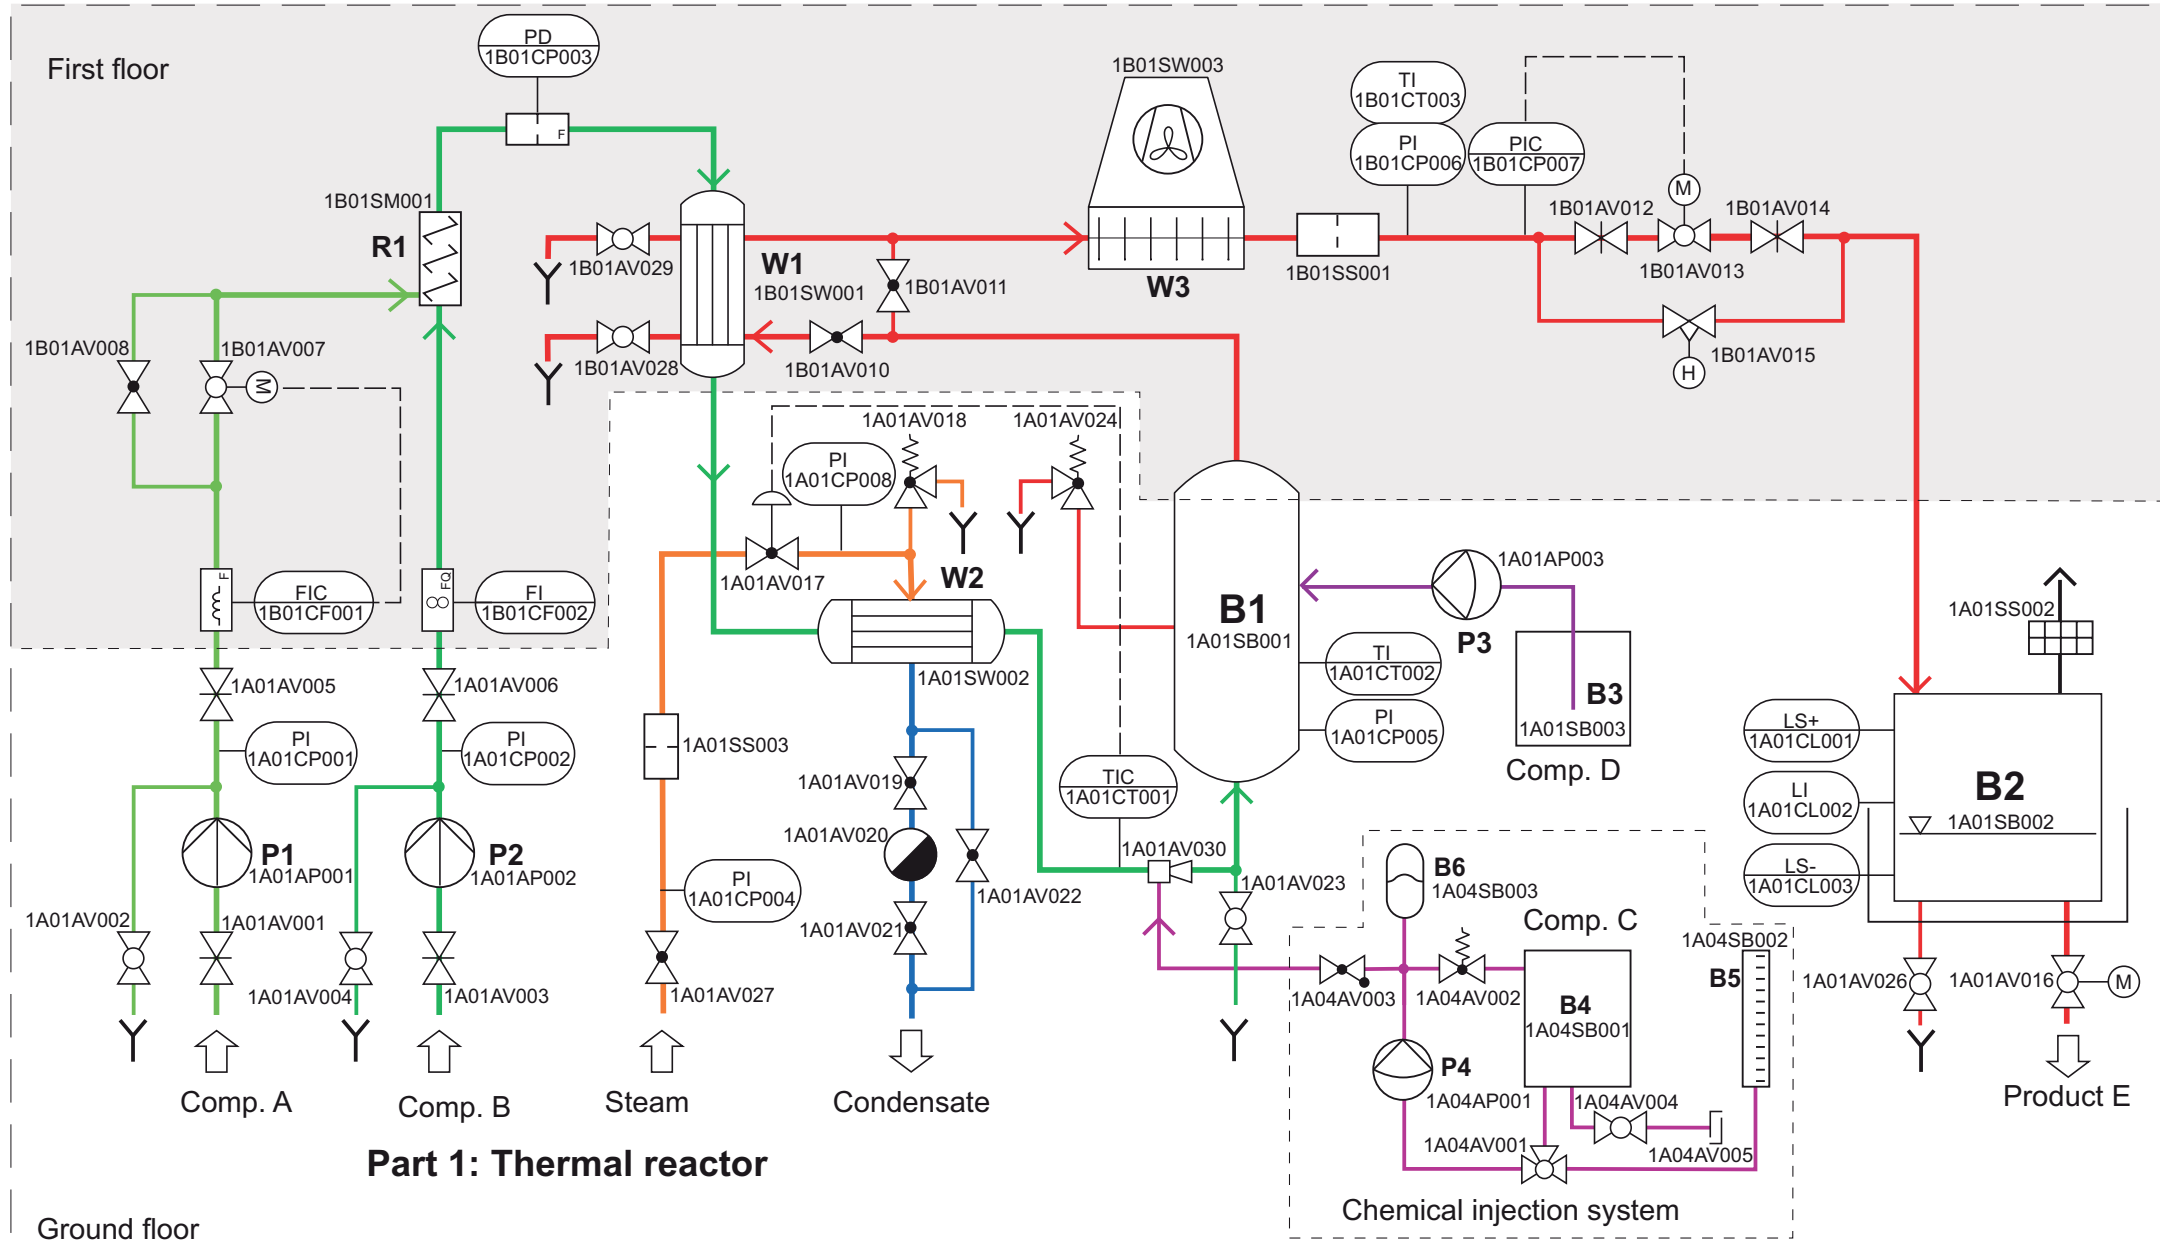 First floor
PD
1B01CP003
F
1B01SW003
TI
1B01CT003
PI
1B01CP006
PIC
1B01CP007
M
1B01AV012
1B01AV014
1B01SM001
R1
1B01AV029
W1
1B01SW001
1B01AV011
W3
1B01SS001
1B01AV013
1B01AV008
1B01AV007
M
1B01AV028
1B01AV010
1B01AV015
H
1A01AV018
1A01AV024
PI
1A01CP008
1A01AV017
W2
F
FIC
1B01CF001
FQ
FI
1B01CF002
B1
1A01SB001
1A01AP003
P3
1A01SS002
TI
1A01CT002
B3
1A01SB003
PI
1A01CP005
Comp. D
1A01AV005
1A01AV006
1A01SW002
PI
1A01CP001
PI
1A01CP002
1A01SS003
LS+
1A01CL001
LI
1A01CL002
LS-
1A01CL003
B2
1A01SB002
1A01AV019
TIC
1A01CT001
P1
1A01AP001
P2
1A01AP002
1A01AV020
1A01AV030
PI
1A01CP004
1A01AV022
1A01AV023
B6
1A04SB003
Comp. C
1A01AV002
1A01AV001
1A01AV021
1A04SB002
B5
1A01AV004
1A01AV003
1A01AV027
1A04AV003
1A04AV002
B4
1A04SB001
1A01AV026
1A01AV016
M
P4
1A04AP001
1A04AV004
1A04AV001
1A04AV005
Comp. A
Comp. B
Steam
Condensate
Product E
Part 1: Thermal reactor
Chemical injection system
Ground floor